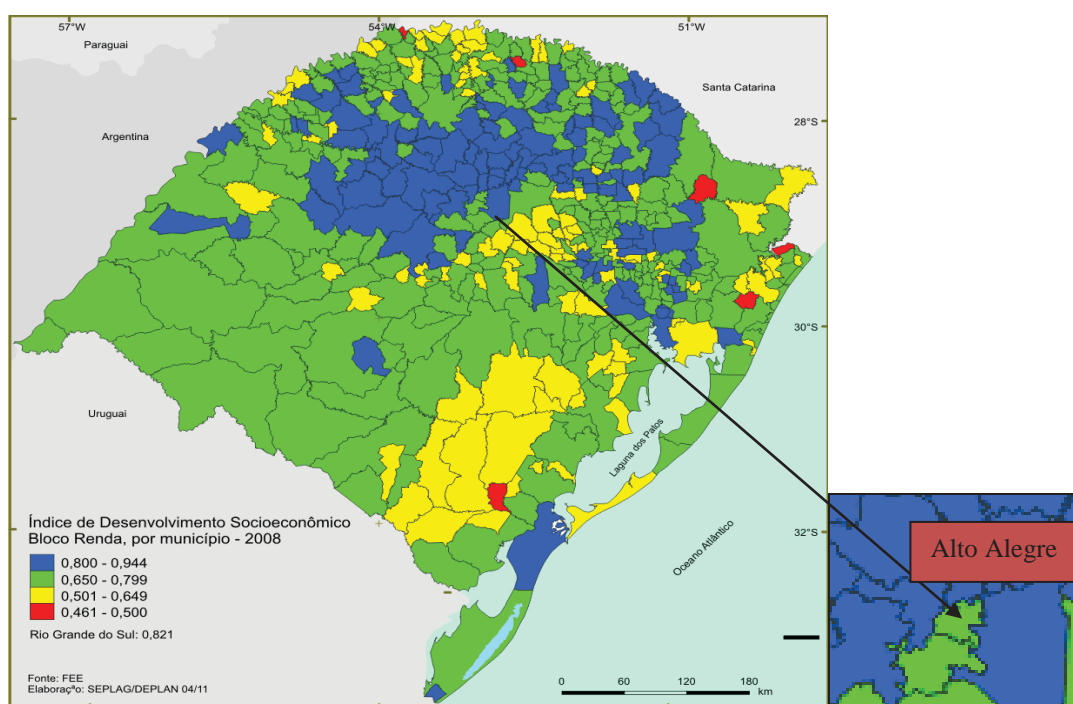 57°W
54°W
51°W
Paraguai
Santa Catarina
28°S
Argentina
30°S
Uruguai
Laguna dos Patos
Oceano Atlântico
32°S
Índice de Desenvolvimento Socioeconômico
Bloco Renda, por município - 2008
0,800 - 0,944
0,650 - 0,799
0,501 - 0,649
0,461 - 0,500
Rio Grande do Sul: 0,821
Fonte: FEE
Elaboraçªo: SEPLAG/DEPLAN 04/11
0 60 120 180
km
Alto Alegre